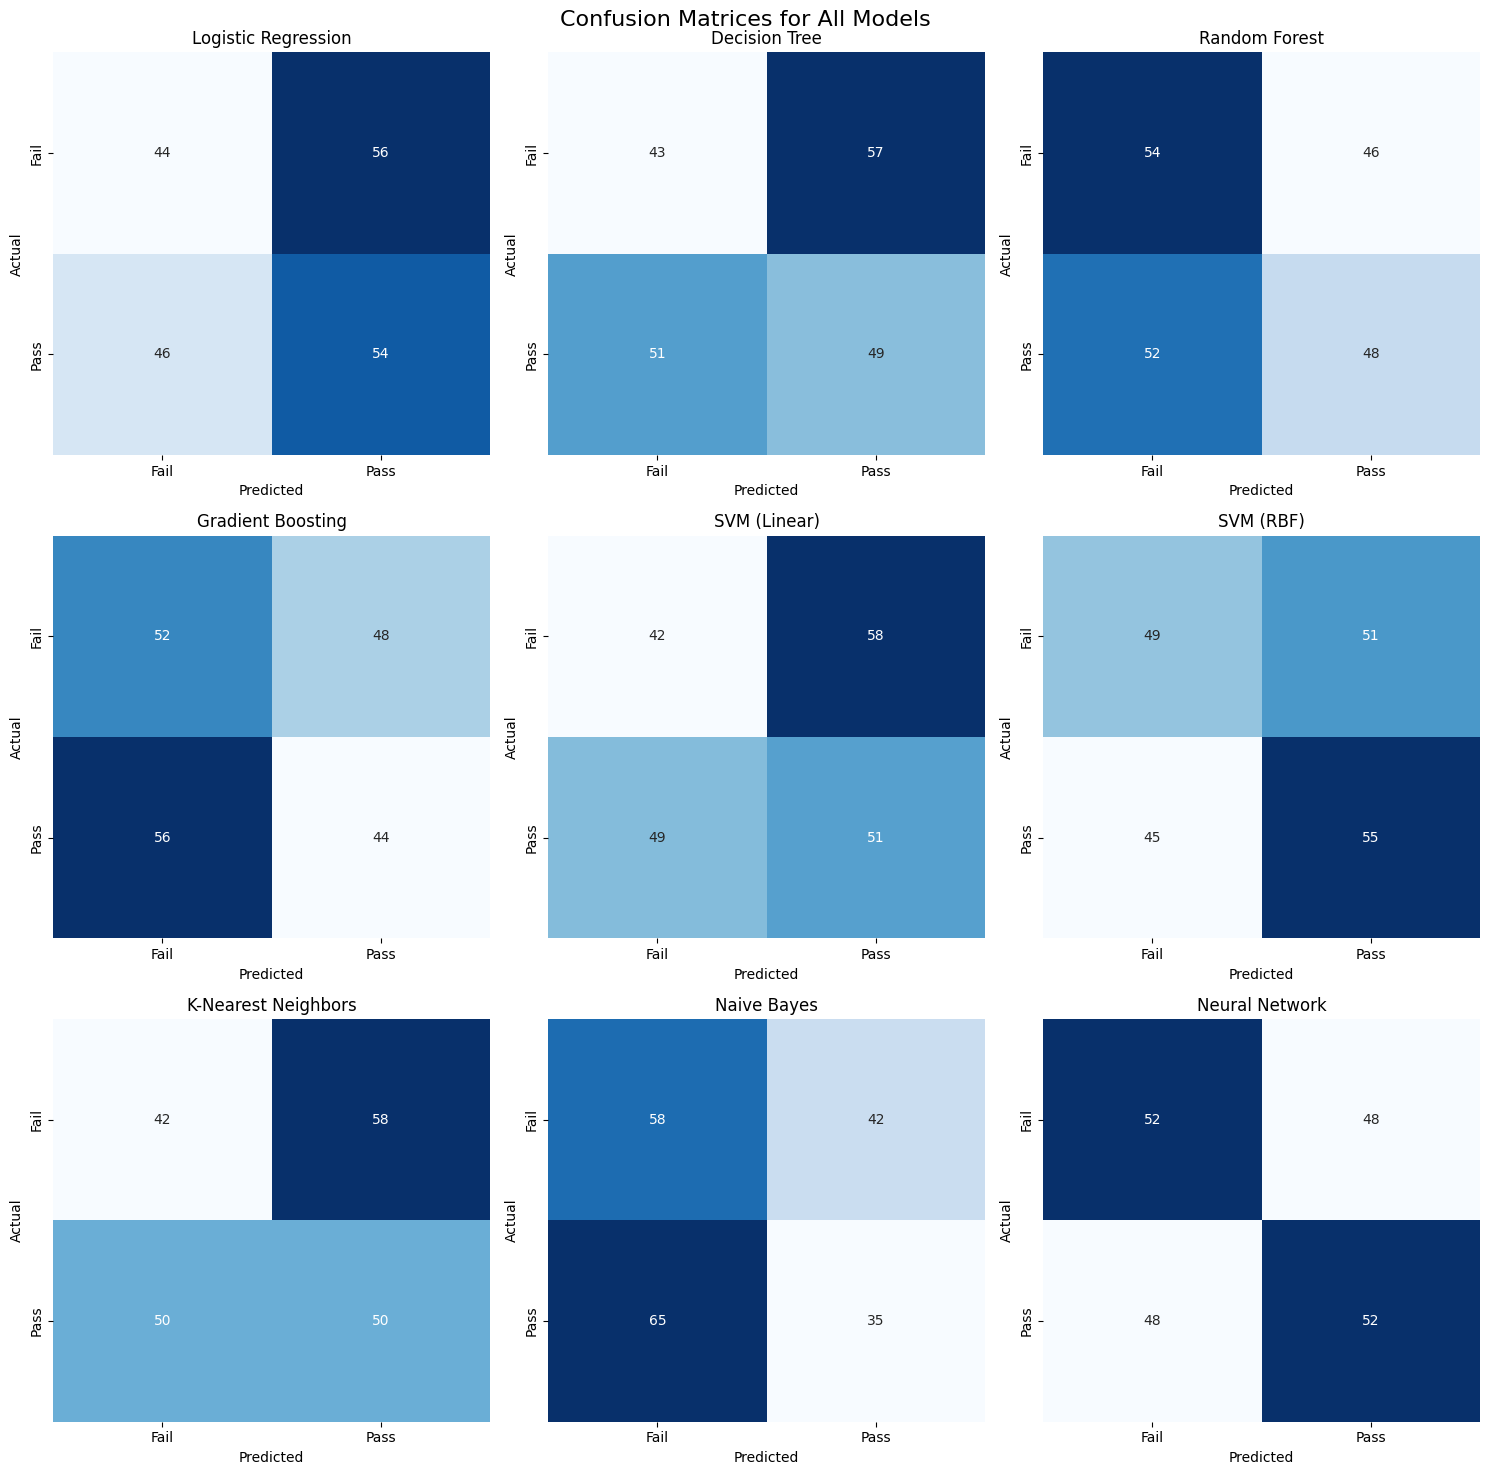 Confusion Matrices for All Models
Logistic Regression
Actual
Fail
Pass
44
56
46
54
Fail
Pass
Predicted
Decision Tree
Actual
Fail
Pass
43
57
51
49
Fail
Pass
Predicted
Random Forest
Actual
Fail
Pass
54
46
52
48
Fail
Pass
Predicted
Gradient Boosting
Actual
Fail
Pass
52
48
56
44
Fail
Pass
Predicted
SVM (Linear)
Actual
Fail
Pass
42
58
49
51
Fail
Pass
Predicted
SVM (RBF)
Actual
Fail
Pass
49
51
45
55
Fail
Pass
Predicted
K-Nearest Neighbors
Actual
Fail
Pass
42
58
50
50
Fail
Pass
Predicted
Naive Bayes
Actual
Fail
Pass
58
42
65
35
Fail
Pass
Predicted
Neural Network
Actual
Fail
Pass
52
48
48
52
Fail
Pass
Predicted